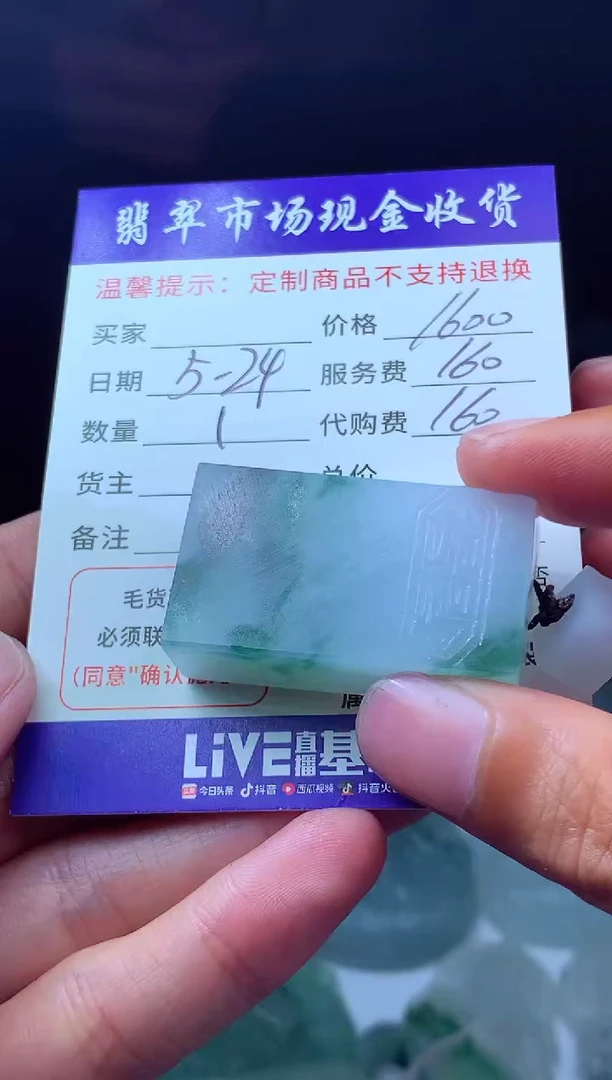 翡翠市场现金收货
温馨提示：定制商品不支持退换
买家 价格 1600
日期 5-24 服务费 160
数量 1 代购费 160
货主 总价
备注
毛货
必须联
(同意"确认
LiVE直播基
今日头条 抖音 西瓜视频 抖音火